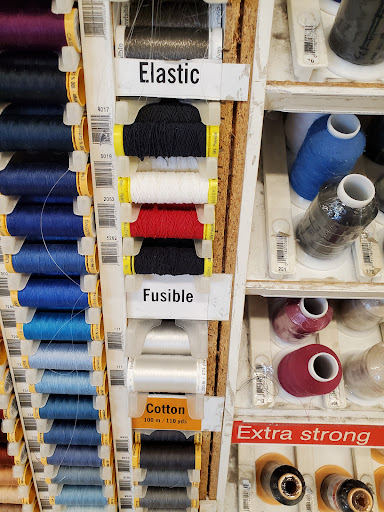 Elastic
Fusible
Cotton
100 m / 110 yds
Extra strong